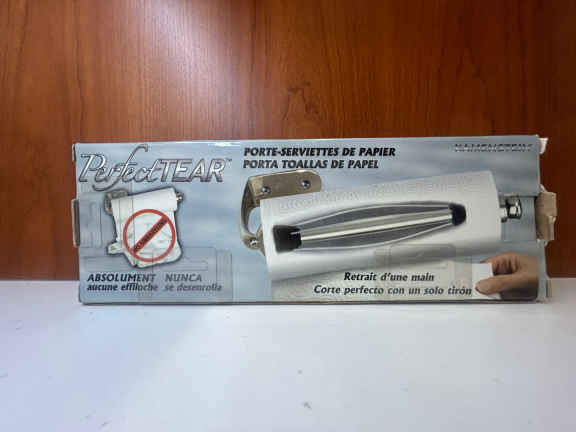 PerfectTEAR™
PORTE-SERVIETTES DE PAPIER
PORTA TOALLAS DE PAPEL
ABSOLUMENT
aucune effiloche
NUNCA
se desenrolla
Retrait d'une main
Corte perfecto con un solo tirón